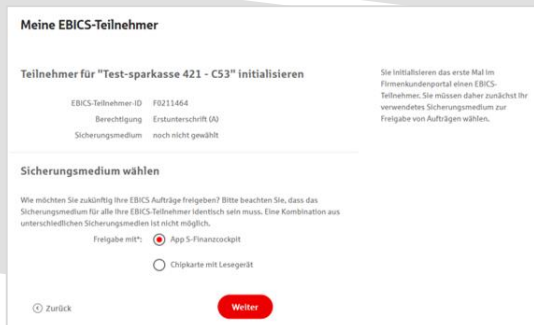 Meine EBICS-Teilnehmer
Teilnehmer für "Test-sparkasse 421 - C53" initialisieren
EBICS-Teilnehmer-ID F0211464
Berechtigung Erstunterschrift (A)
Sicherungsmedium noch nicht gewählt
Sie initialisieren das erste Mal im
Firmenkundenportal einen EBICS-
Teilnehmer. Sie müssen daher zunächst Ihr
verwendetes Sicherungsmedium zur
Freigabe von Aufträgen wählen.
Sicherungsmedium wählen
Wie möchten Sie zukünftig Ihre EBICS Aufträge freigeben? Bitte beachten Sie, dass das
Sicherungsmedium für alle Ihre EBICS-Teilnehmer identisch sein muss. Eine Kombination aus
unterschiedlichen Sicherungsmedien ist nicht möglich.
Freigabe mit*: App S-Finanzcockpit
Chipkarte mit Lesegerät
Zurück
Weiter